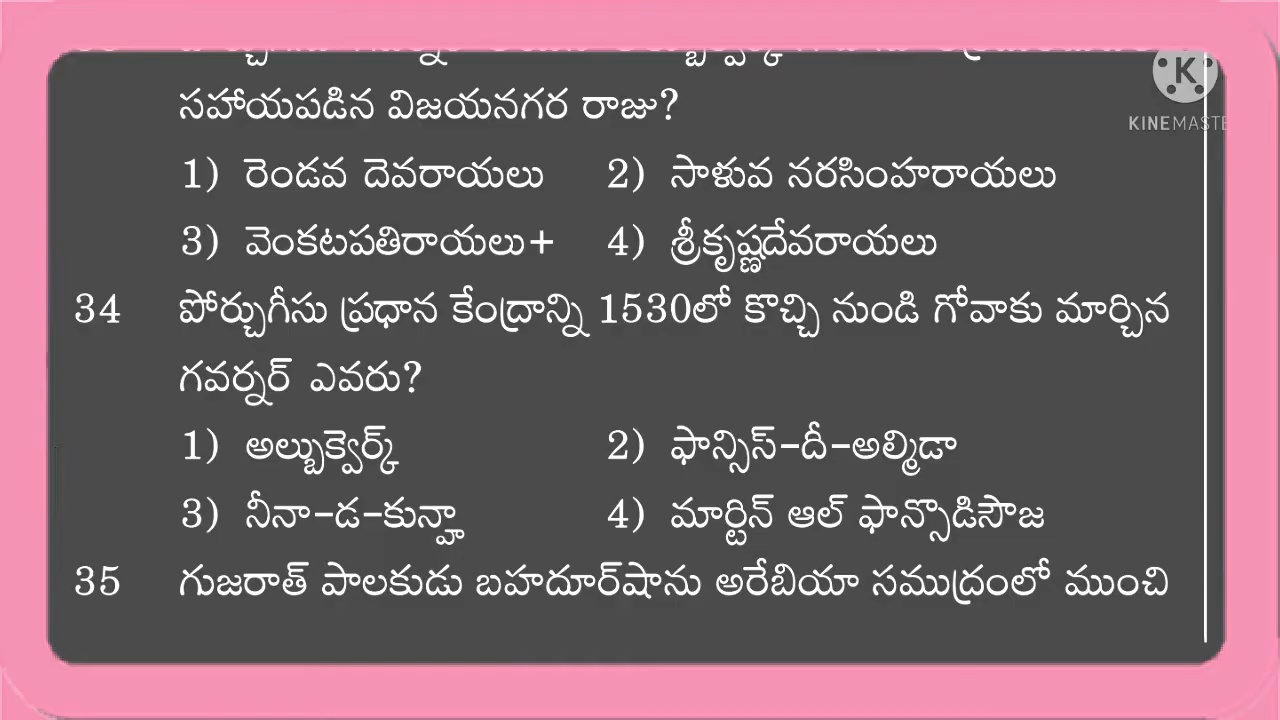 సహాయపడిన విజయనగర రాజు?
1) రెండవ దెవరాయలు 2) సాళువ నరసింహరాయలు
3) వెంకటపతిరాయలు+ 4) శ్రీకృష్ణదేవరాయలు
34 పోర్చుగీసు ప్రధాన కేంద్రాన్ని 1530లో కొచ్చి నుండి గోవాకు మార్చిన
గవర్నర్ ఎవరు?
1) అల్బుక్వెర్క్ 2) ఫాన్సిస్-దీ-అల్మిడా
3) నీనా-డ-కున్హా 4) మార్టిన్ ఆల్ ఫాన్సొడిసౌజ
35 గుజరాత్ పాలకుడు బహదూర్‌షాను అరేబియా సముద్రంలో ముంచి
K
KINEMASTE